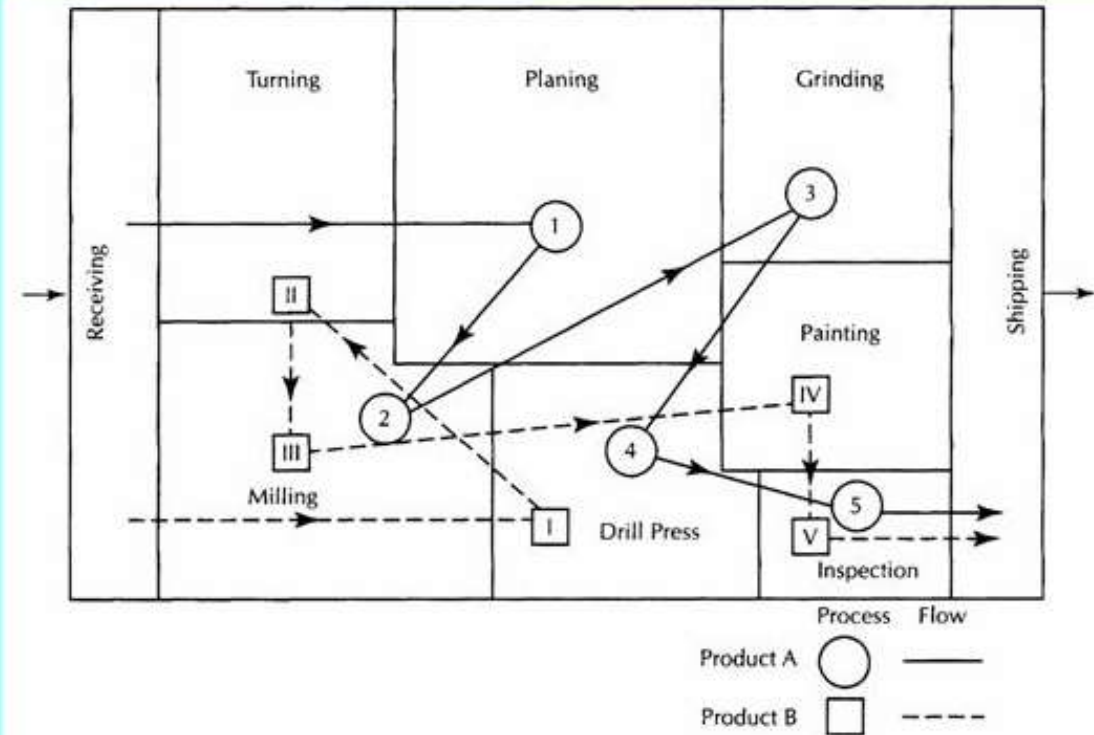 Turning
Planing
Grinding
1
3
Receiving
II
Shipping
Painting
IV
2
III
4
Milling
5
I
Drill Press
V
Inspection
Process Flow
Product A
Product B